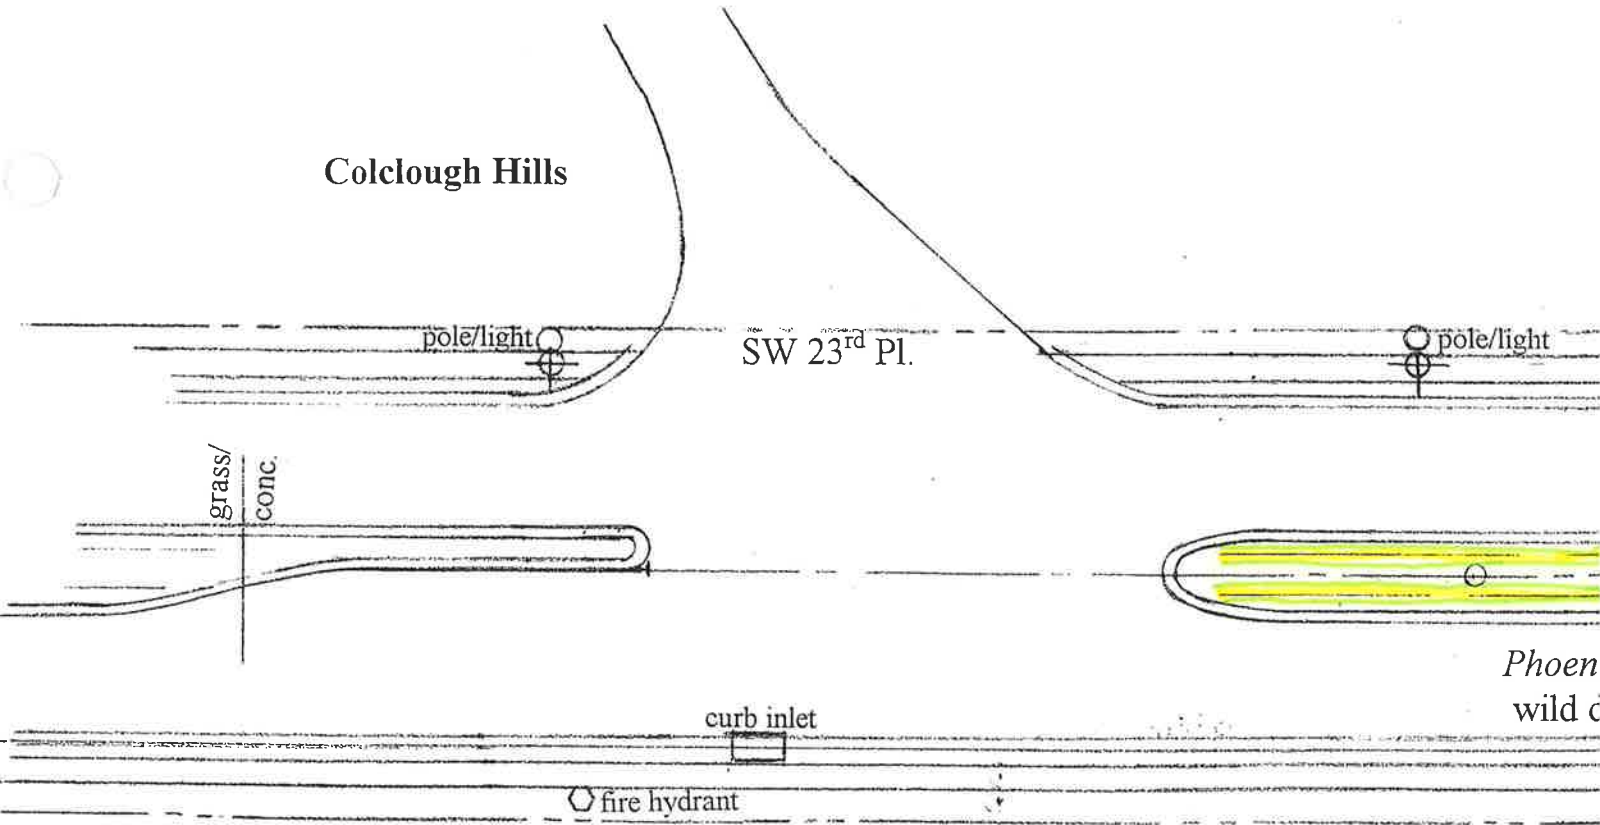 Colclough Hills
pole/light
SW 23rd Pl.
pole/light
grass/
conc.
Phoen
wild d
curb inlet
fire hydrant